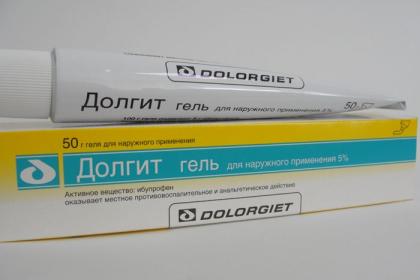 DOLORGIET
Долгит гель для наружного применения 5% 50 г
50 г геля для наружного применения
Долгит гель для наружного применения 5%
Активное вещество: ибупрофен
оказывает местное противовоспалительное и анальгетическое действие
DOLORGIET